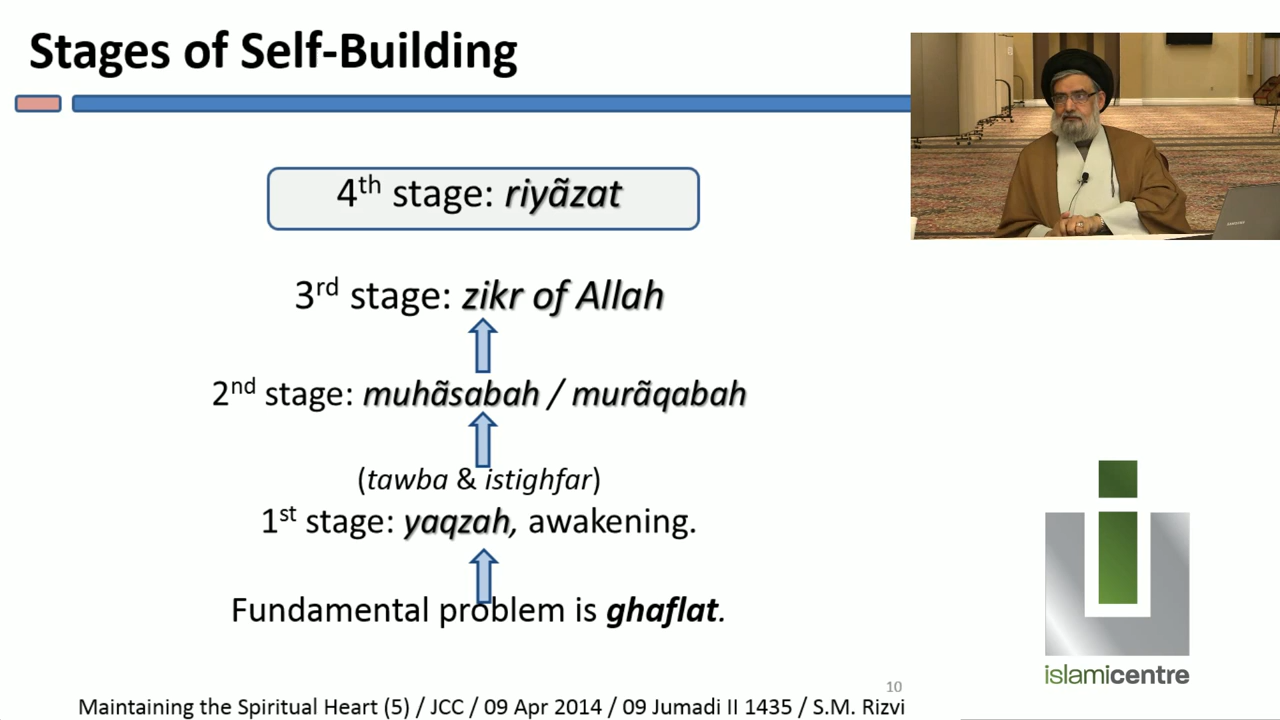 Stages of Self-Building
4th stage: riyãzat
3rd stage: zikr of Allah
2nd stage: muhãsabah / murãqabah
(tawba & istighfar)
1st stage: yaqzah, awakening.
Fundamental problem is ghaflat.
islamicentre
10
Maintaining the Spiritual Heart (5) / JCC / 09 Apr 2014 / 09 Jumadi II 1435 / S.M. Rizvi
SAMSUNG